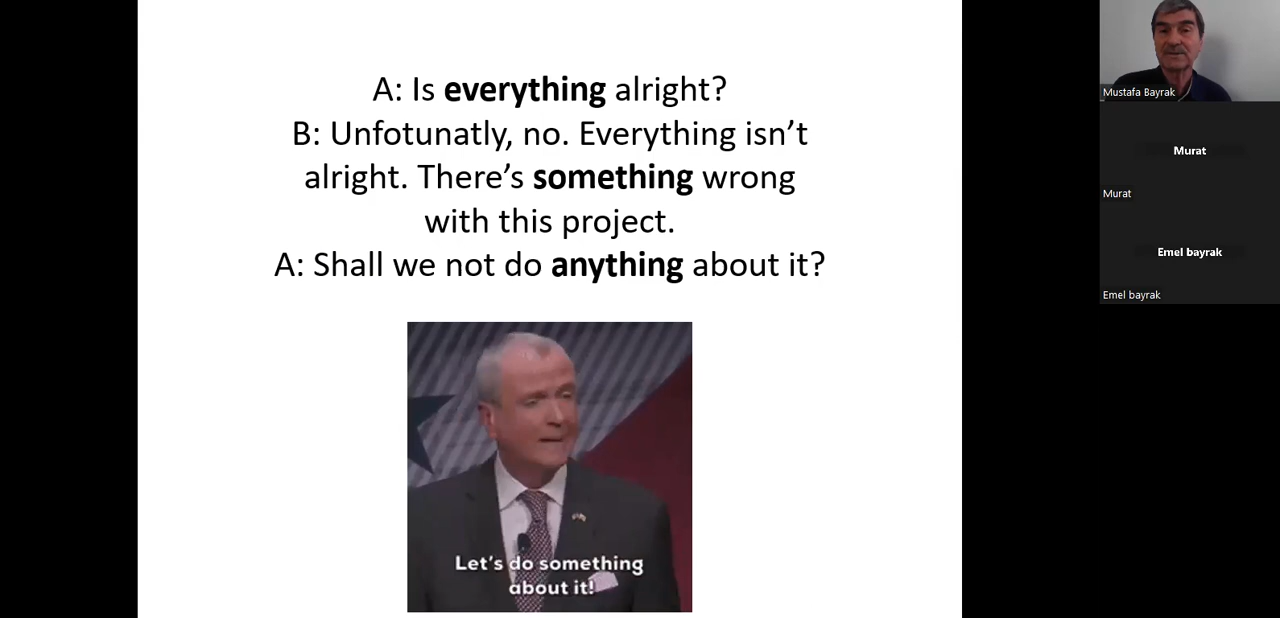 A: Is everything alright?
B: Unfotunatly, no. Everything isn't
alright. There's something wrong
with this project.
A: Shall we not do anything about it?
Let's do something
about it!
Mustafa Bayrak
Murat
Murat
Emel bayrak
Emel bayrak